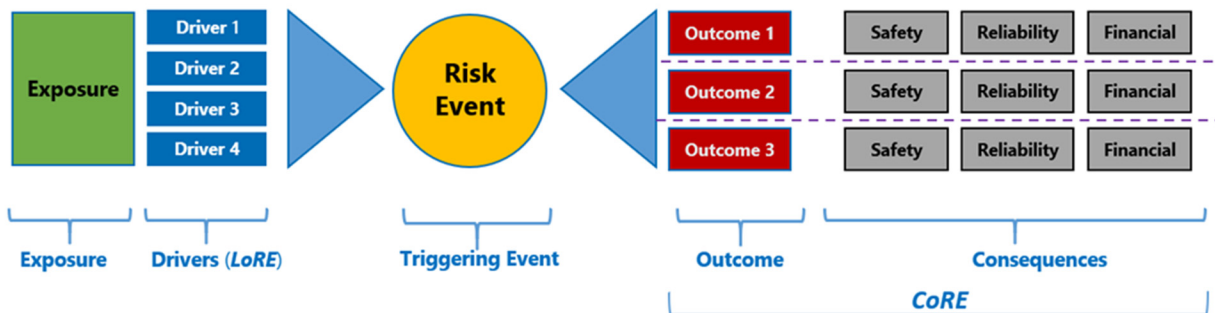 Exposure
Driver 1
Driver 2
Driver 3
Driver 4
Risk
Event
Outcome 1
Safety
Reliability
Financial
Outcome 2
Safety
Reliability
Financial
Outcome 3
Safety
Reliability
Financial
Exposure
Drivers (LoRE)
Triggering Event
Outcome
Consequences
CoRE